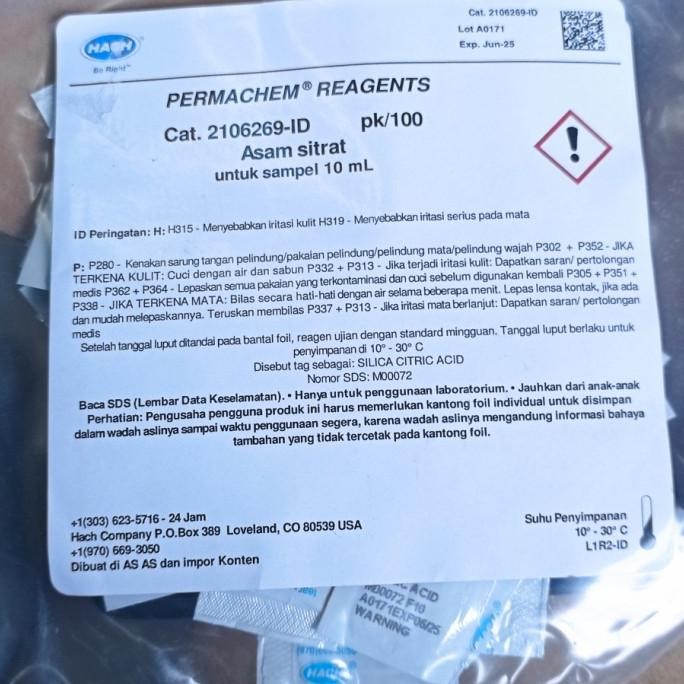 Cat. 2106269-ID
Lot A0171
Exp. Jun-25
HACH
Be Right™
PERMACHEM® REAGENTS
Cat. 2106269-ID pk/100
Asam sitrat
untuk sampel 10 mL
ID Peringatan: H: H315 - Menyebabkan iritasi kulit H319 - Menyebabkan iritasi serius pada mata
P: P280 - Kenakan sarung tangan pelindung/pakaian pelindung/pelindung mata/pelindung wajah P302 + P352 - JIKA
TERKENA KULIT: Cuci dengan air dan sabun P332 + P313 - Jika terjadi iritasi kulit: Dapatkan saran/ pertolongan
medis P362 + P364 - Lepaskan semua pakaian yang terkontaminasi dan cuci sebelum digunakan kembali P305 + P351 +
P338 - JIKA TERKENA MATA: Bilas secara hati-hati dengan air selama beberapa menit. Lepas lensa kontak, jika ada
dan mudah melepaskannya. Teruskan membilas P337 + P313 - Jika iritasi mata berlanjut: Dapatkan saran/ pertolongan
medis
Setelah tanggal luput ditandai pada bantal foil, reagen ujian dengan standard mingguan. Tanggal luput berlaku untuk
penyimpanan di 10° - 30° C
Disebut tag sebagai: SILICA CITRIC ACID
Nomor SDS: M00072
Baca SDS (Lembar Data Keselamatan). • Hanya untuk penggunaan laboratorium. • Jauhkan dari anak-anak
Perhatian: Pengusaha pengguna produk ini harus memerlukan kantong foil individual untuk disimpan
dalam wadah aslinya sampai waktu penggunaan segera, karena wadah aslinya mengandung informasi bahaya
tambahan yang tidak tercetak pada kantong foil.
+1(303) 623-5716 - 24 Jam
Hach Company P.O.Box 389 Loveland, CO 80539 USA
+1(970) 669-3050
Dibuat di AS AS dan impor Konten
Suhu Penyimpanan
10° - 30° C
L1R2-ID
ACID
M00072 F10
A0171EXP06/25
WARNING
HACH